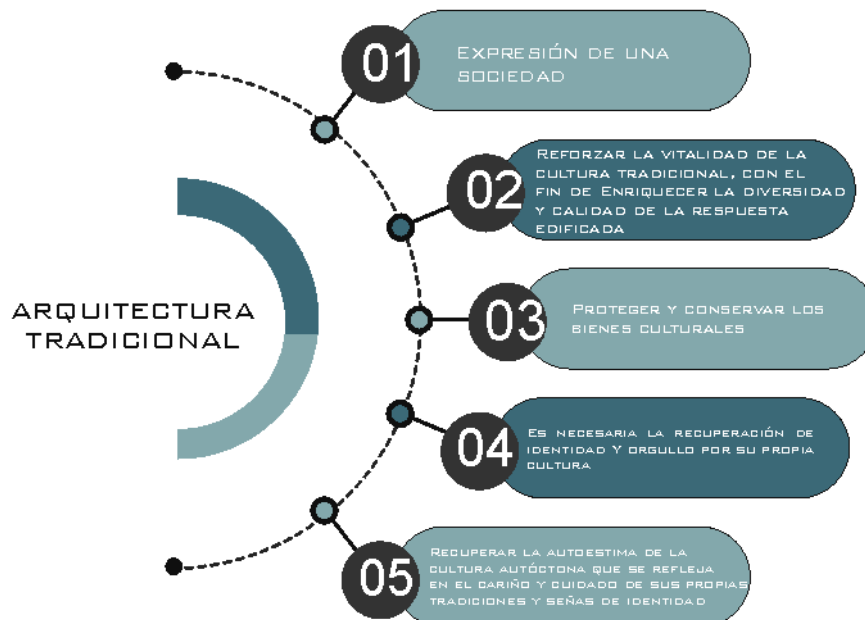 01
EXPRESIÓN DE UNA
SOCIEDAD
02
REFORZAR LA VITALIDAD DE LA
CULTURA TRADICIONAL, CON EL
FIN DE ENRIQUECER LA DIVERSIDAD
Y CALIDAD DE LA RESPUESTA
EDIFICADA
ARQUITECTURA
TRADICIONAL
03
PROTEGER Y CONSERVAR LOS
BIENES CULTURALES
04
ES NECESARIA LA RECUPERACIÓN DE
IDENTIDAD Y ORGULLO POR SU PROPIA
CULTURA
05
RECUPERAR LA AUTOESTIMA DE LA
CULTURA AUTÓCTONA QUE SE REFLEJA
EN EL CARIÑO Y CUIDADO DE SUS PROPIAS
TRADICIONES Y SEÑAS DE IDENTIDAD